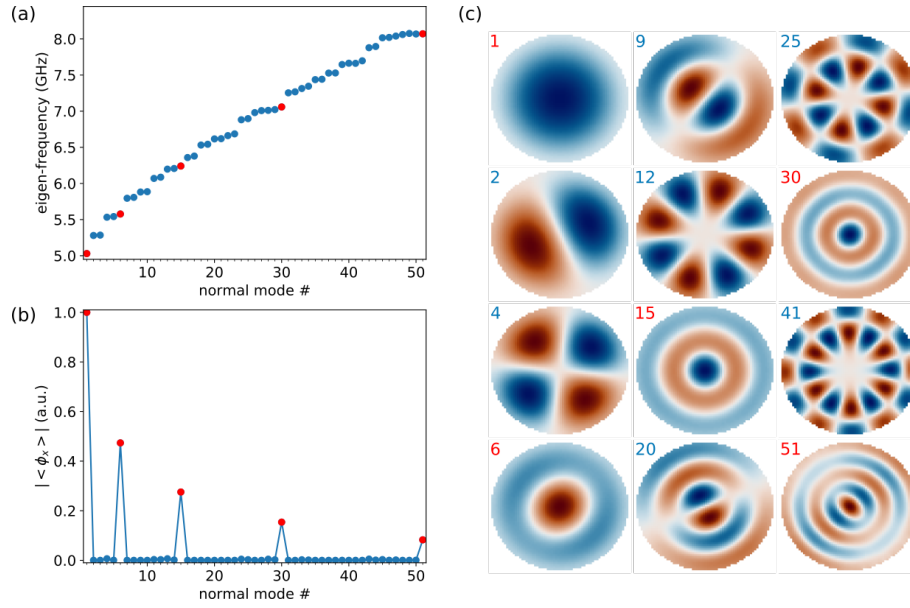 (a)
8.0
7.5
7.0
6.5
6.0
5.5
5.0
eigen-frequency (GHz)
10 20 30 40 50
normal mode #
(b)
1.0
0.8
0.6
0.4
0.2
0.0
| < ϕx > | (a.u.)
10 20 30 40 50
normal mode #
(c)
1 9 25
2 12 30
4 15 41
6 20 51